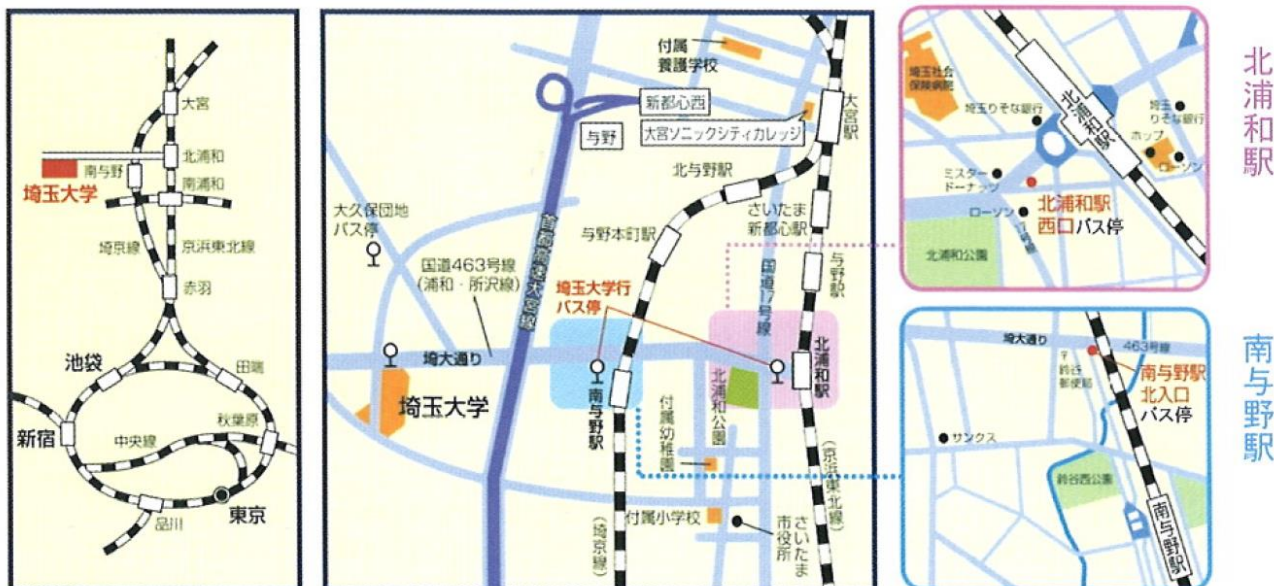 大宮
北浦和
南与野
南浦和
埼玉大学
埼京線
京浜東北線
赤羽
池袋
田端
新宿
中央線
秋葉原
品川
東京
付属
養護学校
新都心西
与野
大宮ソニックシティカレッジ
大宮駅
北与野駅
大久保団地
バス停
与野本町駅
さいたま
新都心駅
国道463号線
(浦和・所沢線)
首都高速大宮線
埼玉大学行
バス停
国道17号線
与野駅
埼大通り
埼玉大学
南与野駅
北浦和公園
北浦和駅
付属
幼稚園
付属小学校
さいたま
市役所
(埼京線)
(京浜東北線)
埼玉社会
保険病院
埼玉りそな銀行
北浦和駅
埼玉
りそな銀行
ホップ
ローソン
ミスター
ドーナッツ
北浦和駅
西口バス停
ローソン
17号線
北浦和公園
北浦和駅
埼大通り
463号線
〒
鈴谷
郵便局
南与野駅
北入口
バス停
サンクス
鈴谷西公園
南与野駅
南与野駅